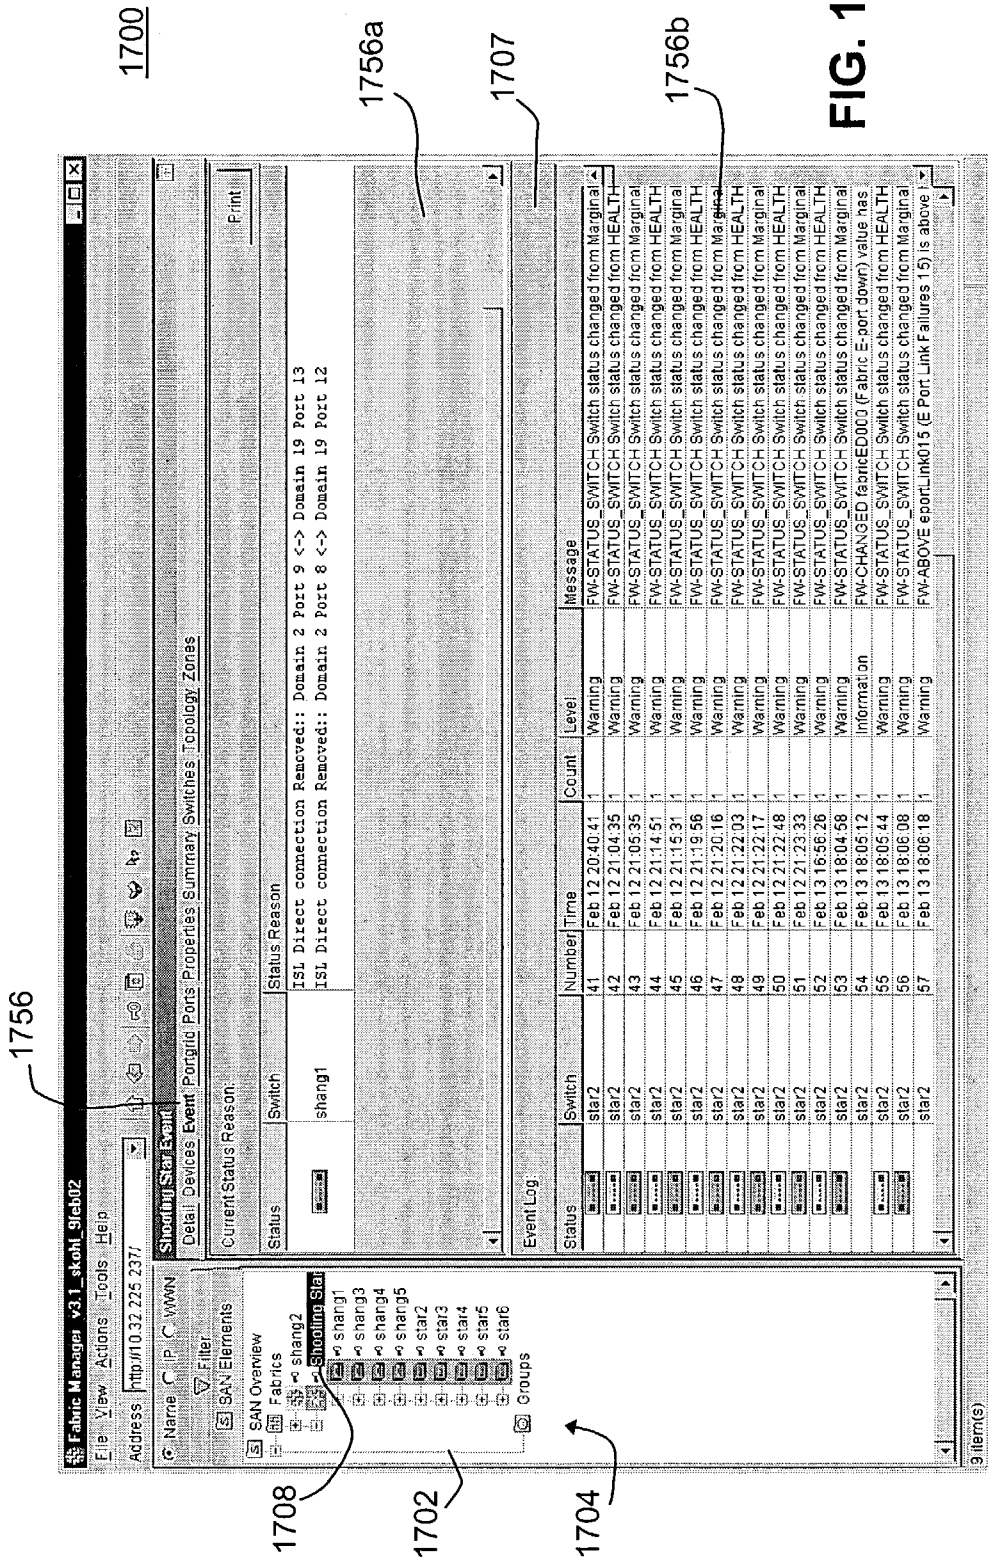 1700
1756
Fabric Manager v3.1_skohl_9feb02
File View Actions Tools Help
Address http://10.32.225.237/
Name IP WWN
Filter
SAN Elements
SAN Overview
Fabrics
shang2
Shooting Star
shang1
shang3
shang4
shang5
star2
star3
star4
star5
star6
Groups
1708
1702
1704
Shooting Star Event
Detail Devices Event Portgrid Ports Properties Summary Switches Topology Zones
Current Status Reason:
Print
Status Switch Status Reason
shang1
ISL Direct connection Removed:: Domain 2 Port 9 <-> Domain 19 Port 13
ISL Direct connection Removed:: Domain 2 Port 8 <-> Domain 19 Port 12
1756a
1707
Event Log:
Status Switch Number Time Count Level Message
star2 41 Feb 12 20:40:41 1 Warning FW-STATUS_SWITCH Switch status changed from Marginal
star2 42 Feb 12 21:04:35 1 Warning FW-STATUS_SWITCH Switch status changed from HEALTH
star2 43 Feb 12 21:05:35 1 Warning FW-STATUS_SWITCH Switch status changed from Marginal
star2 44 Feb 12 21:14:51 1 Warning FW-STATUS_SWITCH Switch status changed from HEALTH
star2 45 Feb 12 21:15:31 1 Warning FW-STATUS_SWITCH Switch status changed from Marginal
star2 46 Feb 12 21:19:56 1 Warning FW-STATUS_SWITCH Switch status changed from HEALTH
star2 47 Feb 12 21:20:16 1 Warning FW-STATUS_SWITCH Switch status changed from Marginal
star2 48 Feb 12 21:22:03 1 Warning FW-STATUS_SWITCH Switch status changed from HEALTH
star2 49 Feb 12 21:22:17 1 Warning FW-STATUS_SWITCH Switch status changed from Marginal
star2 50 Feb 12 21:22:48 1 Warning FW-STATUS_SWITCH Switch status changed from HEALTH
star2 51 Feb 12 21:23:33 1 Warning FW-STATUS_SWITCH Switch status changed from Marginal
star2 52 Feb 13 16:56:26 1 Warning FW-STATUS_SWITCH Switch status changed from HEALTH
star2 53 Feb 13 18:04:58 1 Warning FW-STATUS_SWITCH Switch status changed from Marginal
star2 54 Feb 13 18:05:12 1 Information FW-CHANGED fabricED000 (Fabric E-port down) value has
star2 55 Feb 13 18:05:44 1 Warning FW-STATUS_SWITCH Switch status changed from HEALTH
star2 56 Feb 13 18:06:08 1 Warning FW-STATUS_SWITCH Switch status changed from Marginal
star2 57 Feb 13 18:06:18 1 Warning FW-ABOVE eportLink015 (E Port Link Failures 15) is above
1756b
9 item(s)
FIG. 1